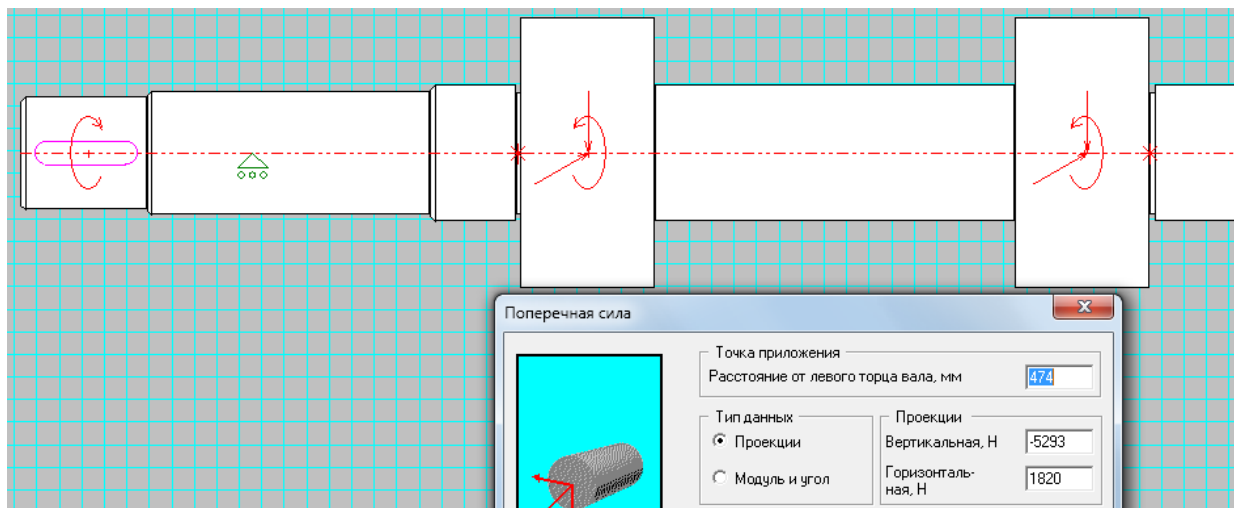 Поперечная сила
x
Точка приложения
Расстояние от левого торца вала, мм 474
Тип данных
Проекции
Модуль и угол
Проекции
Вертикальная, Н -5293
Горизонталь-
ная, Н 1820